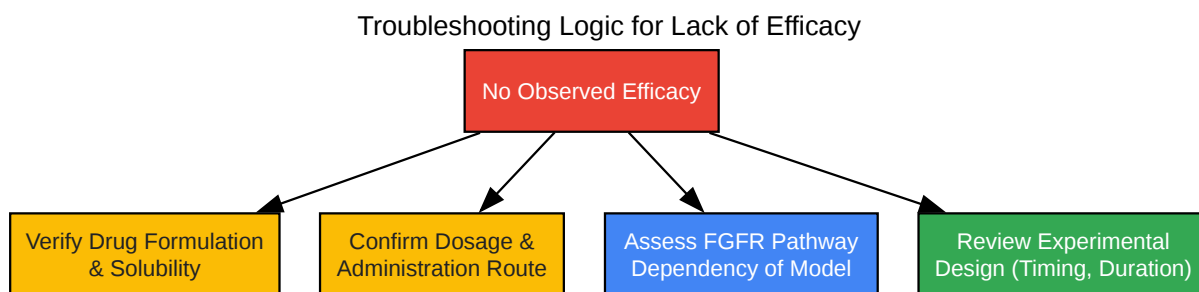 Troubleshooting Logic for Lack of Efficacy
No Observed Efficacy
Verify Drug Formulation
& Solubility
Confirm Dosage &
Administration Route
Assess FGFR Pathway
Dependency of Model
Review Experimental
Design (Timing, Duration)